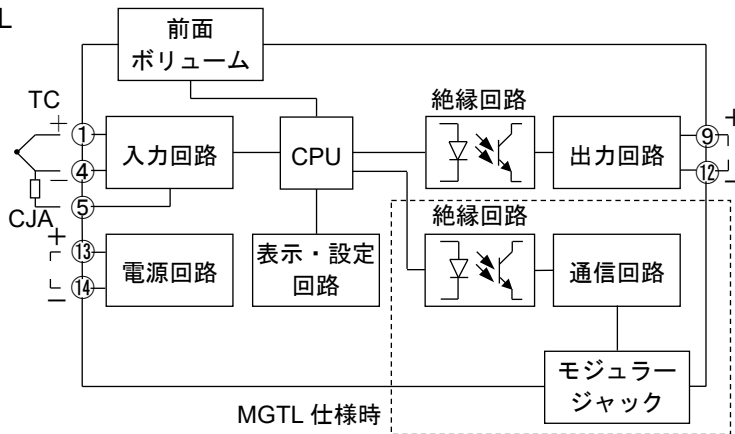 L
前面
ボリューム
TC
+
①
④
−
⑤
CJA
入力回路
CPU
絶縁回路
出力回路
+
⑨
⑫
−
+
⑬
⑭
−
電源回路
表示・設定
回路
絶縁回路
通信回路
モジュラー
ジャック
MGTL 仕様時